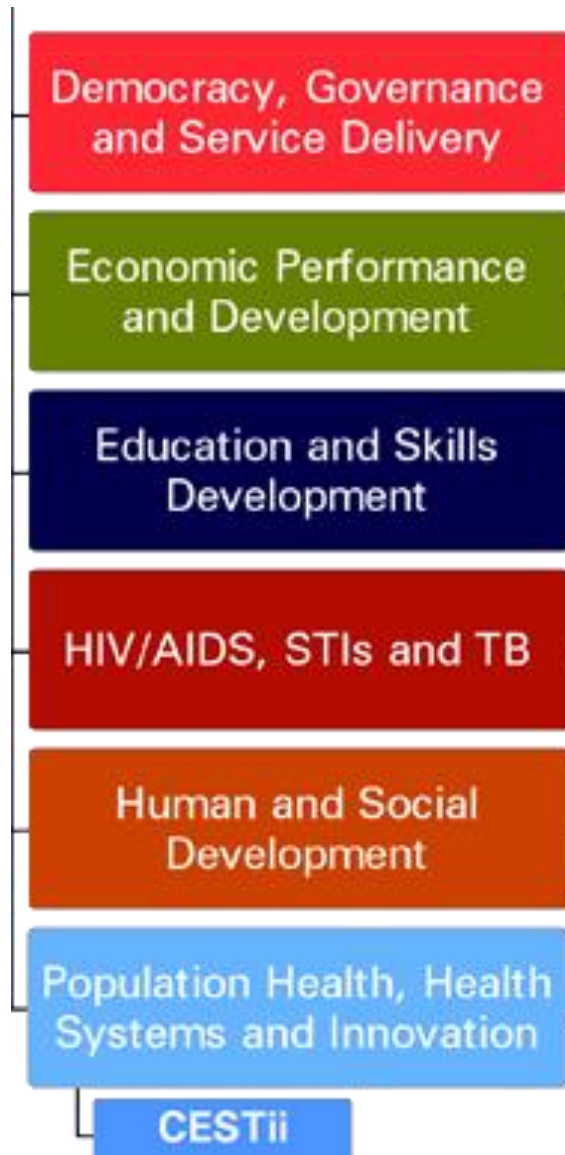 Democracy, Governance
and Service Delivery
Economic Performance
and Development
Education and Skills
Development
HIV/AIDS, STIs and TB
Human and Social
Development
Population Health, Health
Systems and Innovation
CESTii